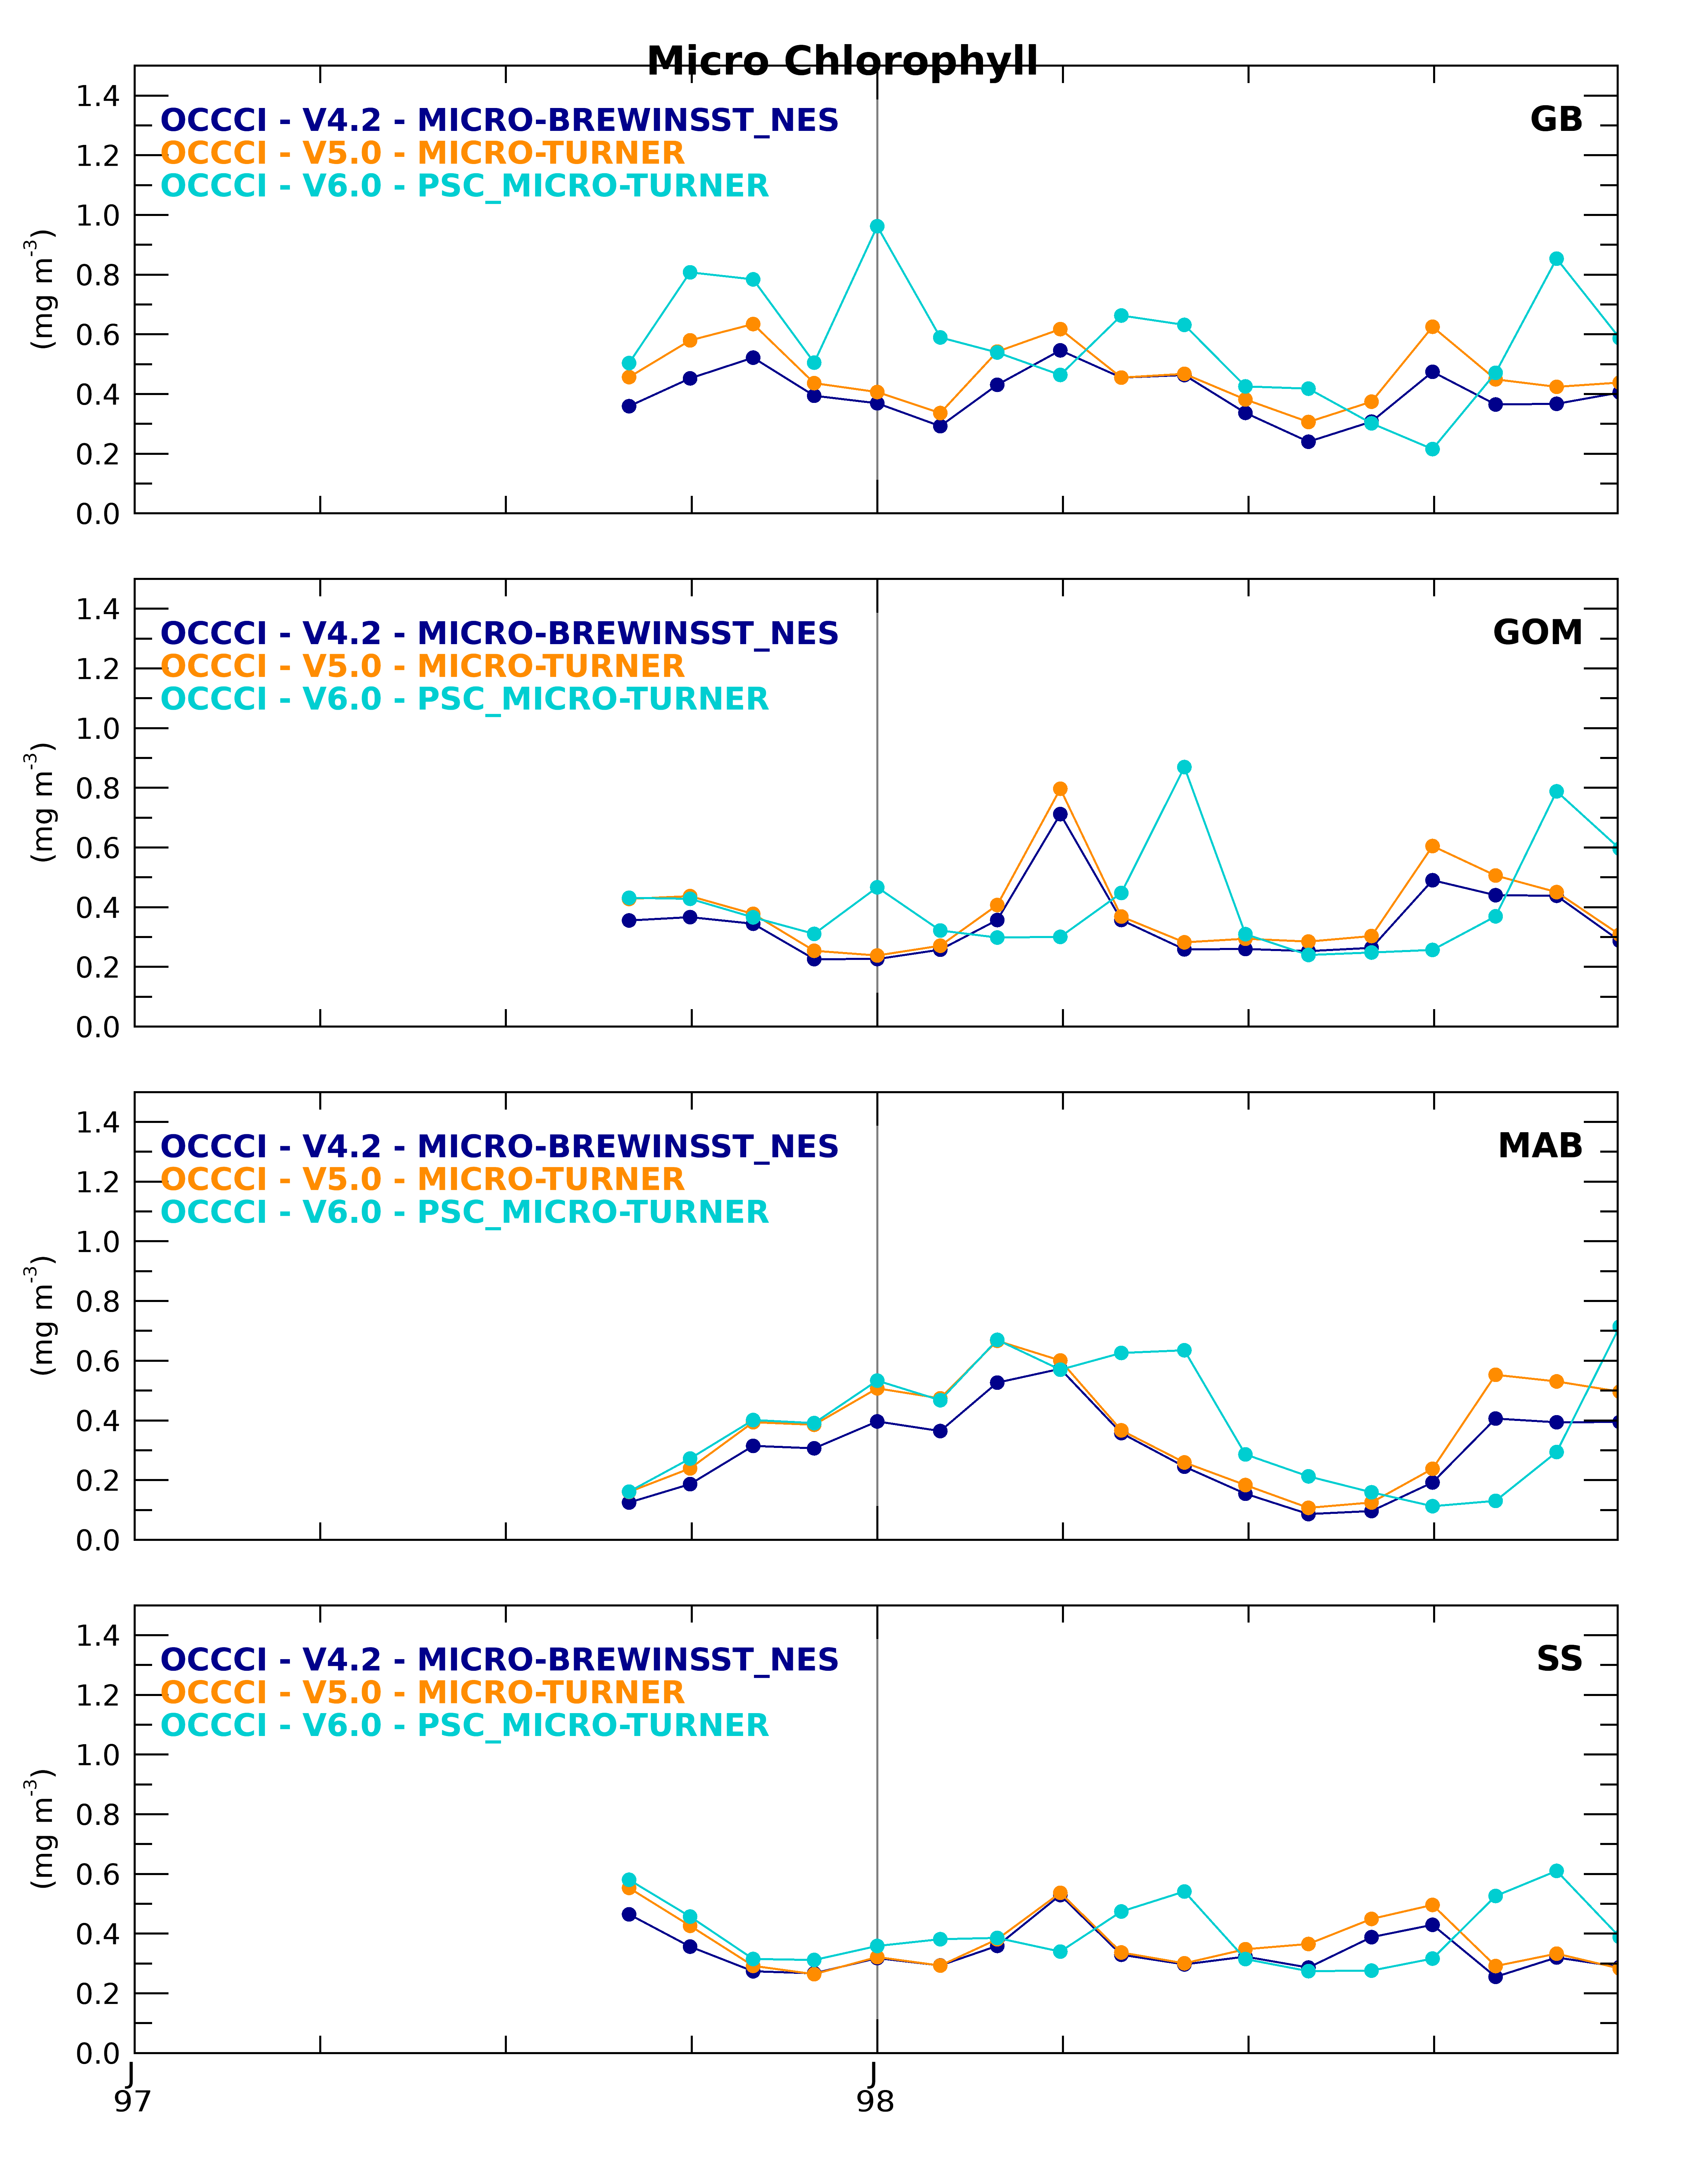 Micro Chlorophyll
1.4
OCCCI - V4.2 - MICRO-BREWINSST_NES
GB
1.2
OCCCI - V5.0 - MICRO-TURNER
OCCCI - V6.0 - PSC_MICRO-TURNER
1.0
0.8
(mg m-3)
0.6
0.4
0.2
0.0
1.4
OCCCI - V4.2 - MICRO-BREWINSST_NES
GOM
1.2
OCCCI - V5.0 - MICRO-TURNER
OCCCI - V6.0 - PSC_MICRO-TURNER
1.0
0.8
(mg m-3)
0.6
0.4
0.2
0.0
1.4
OCCCI - V4.2 - MICRO-BREWINSST_NES
MAB
1.2
OCCCI - V5.0 - MICRO-TURNER
OCCCI - V6.0 - PSC_MICRO-TURNER
1.0
0.8
(mg m-3)
0.6
0.4
0.2
0.0
1.4
OCCCI - V4.2 - MICRO-BREWINSST_NES
SS
1.2
OCCCI - V5.0 - MICRO-TURNER
OCCCI - V6.0 - PSC_MICRO-TURNER
1.0
0.8
(mg m-3)
0.6
0.4
0.2
0.0
J J
97 98